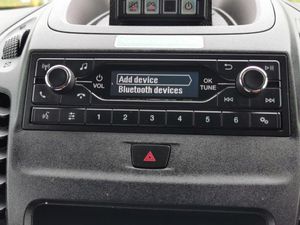 Add device
Bluetooth devices
VOL
OK
TUNE
1 2 3 4 5 6